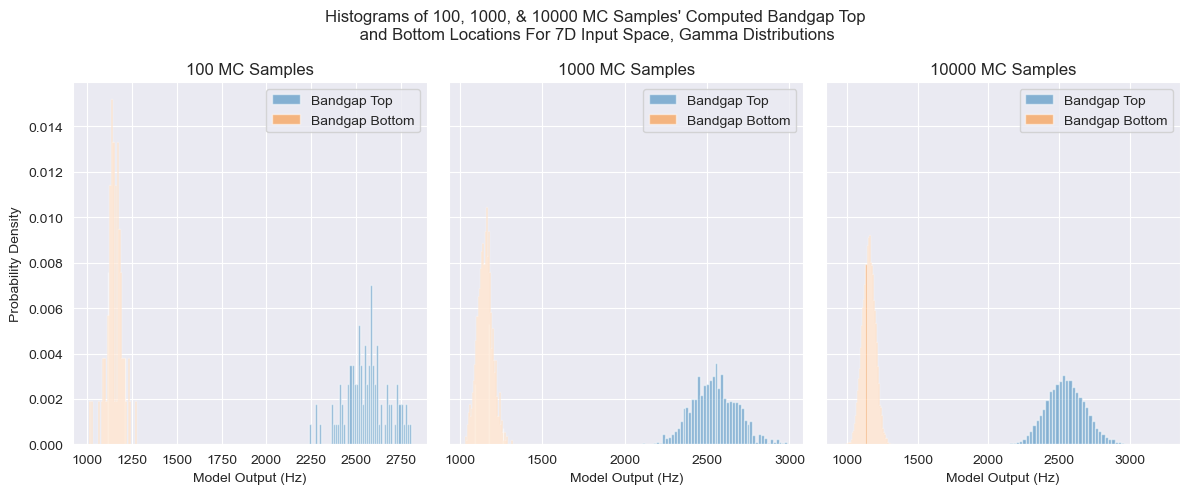 Histograms of 100, 1000, & 10000 MC Samples' Computed Bandgap Top
and Bottom Locations For 7D Input Space, Gamma Distributions
100 MC Samples
1000 MC Samples
10000 MC Samples
Bandgap Top
Bandgap Bottom
Bandgap Top
Bandgap Bottom
Bandgap Top
Bandgap Bottom
Probability Density
0.014
0.012
0.010
0.008
0.006
0.004
0.002
0.000
1000 1250 1500 1750 2000 2250 2500 2750
1000 1500 2000 2500 3000
1000 1500 2000 2500 3000
Model Output (Hz)
Model Output (Hz)
Model Output (Hz)